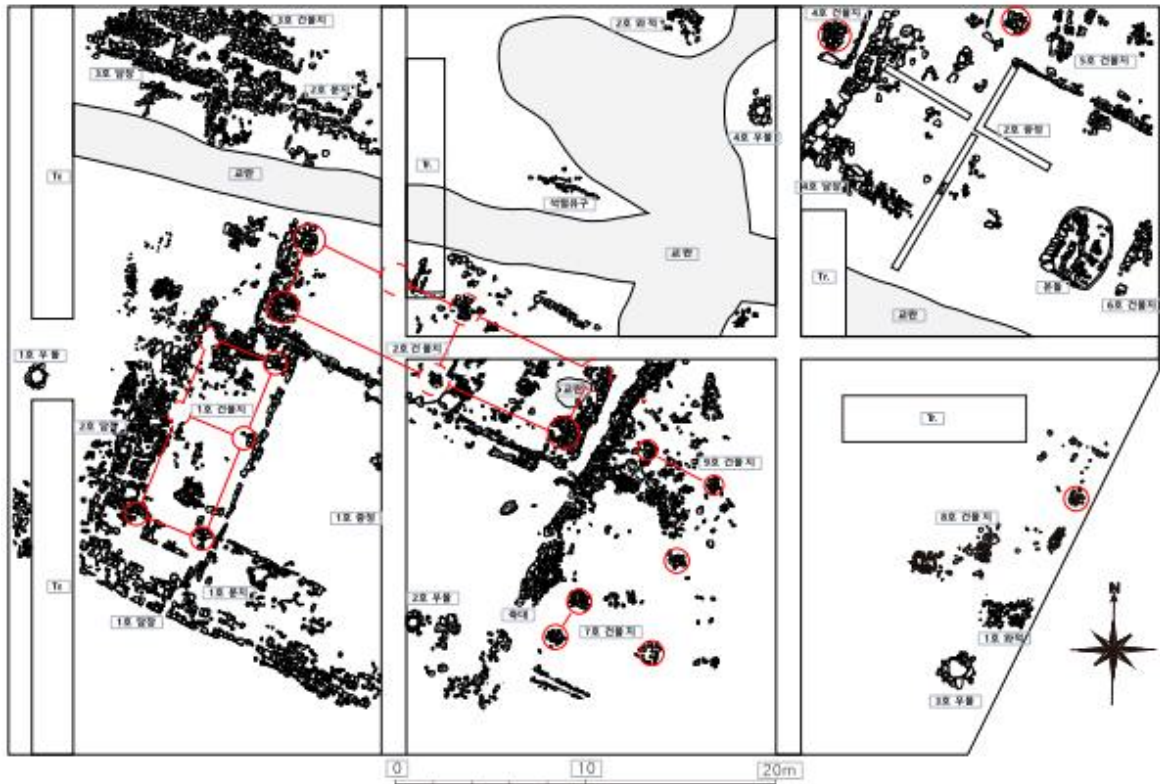 3호 건물지
2호 와적
4호 건물지
5호 건물지
3호 담장
2호 문지
4호 우물
2호 중정
Tr.
교란
Tr.
석렬유구
4호 담장
교란
Tr.
온돌
6호 건물지
교란
2호 건물지
1호 우물
1호 건물지
교란
2호 담장
Tr.
9호 건물지
1호 중정
8호 건물지
Tr.
1호 문지
2호 우물
1호 담장
축대
7호 건물지
1호 와적
3호 우물
N
0 10 20m